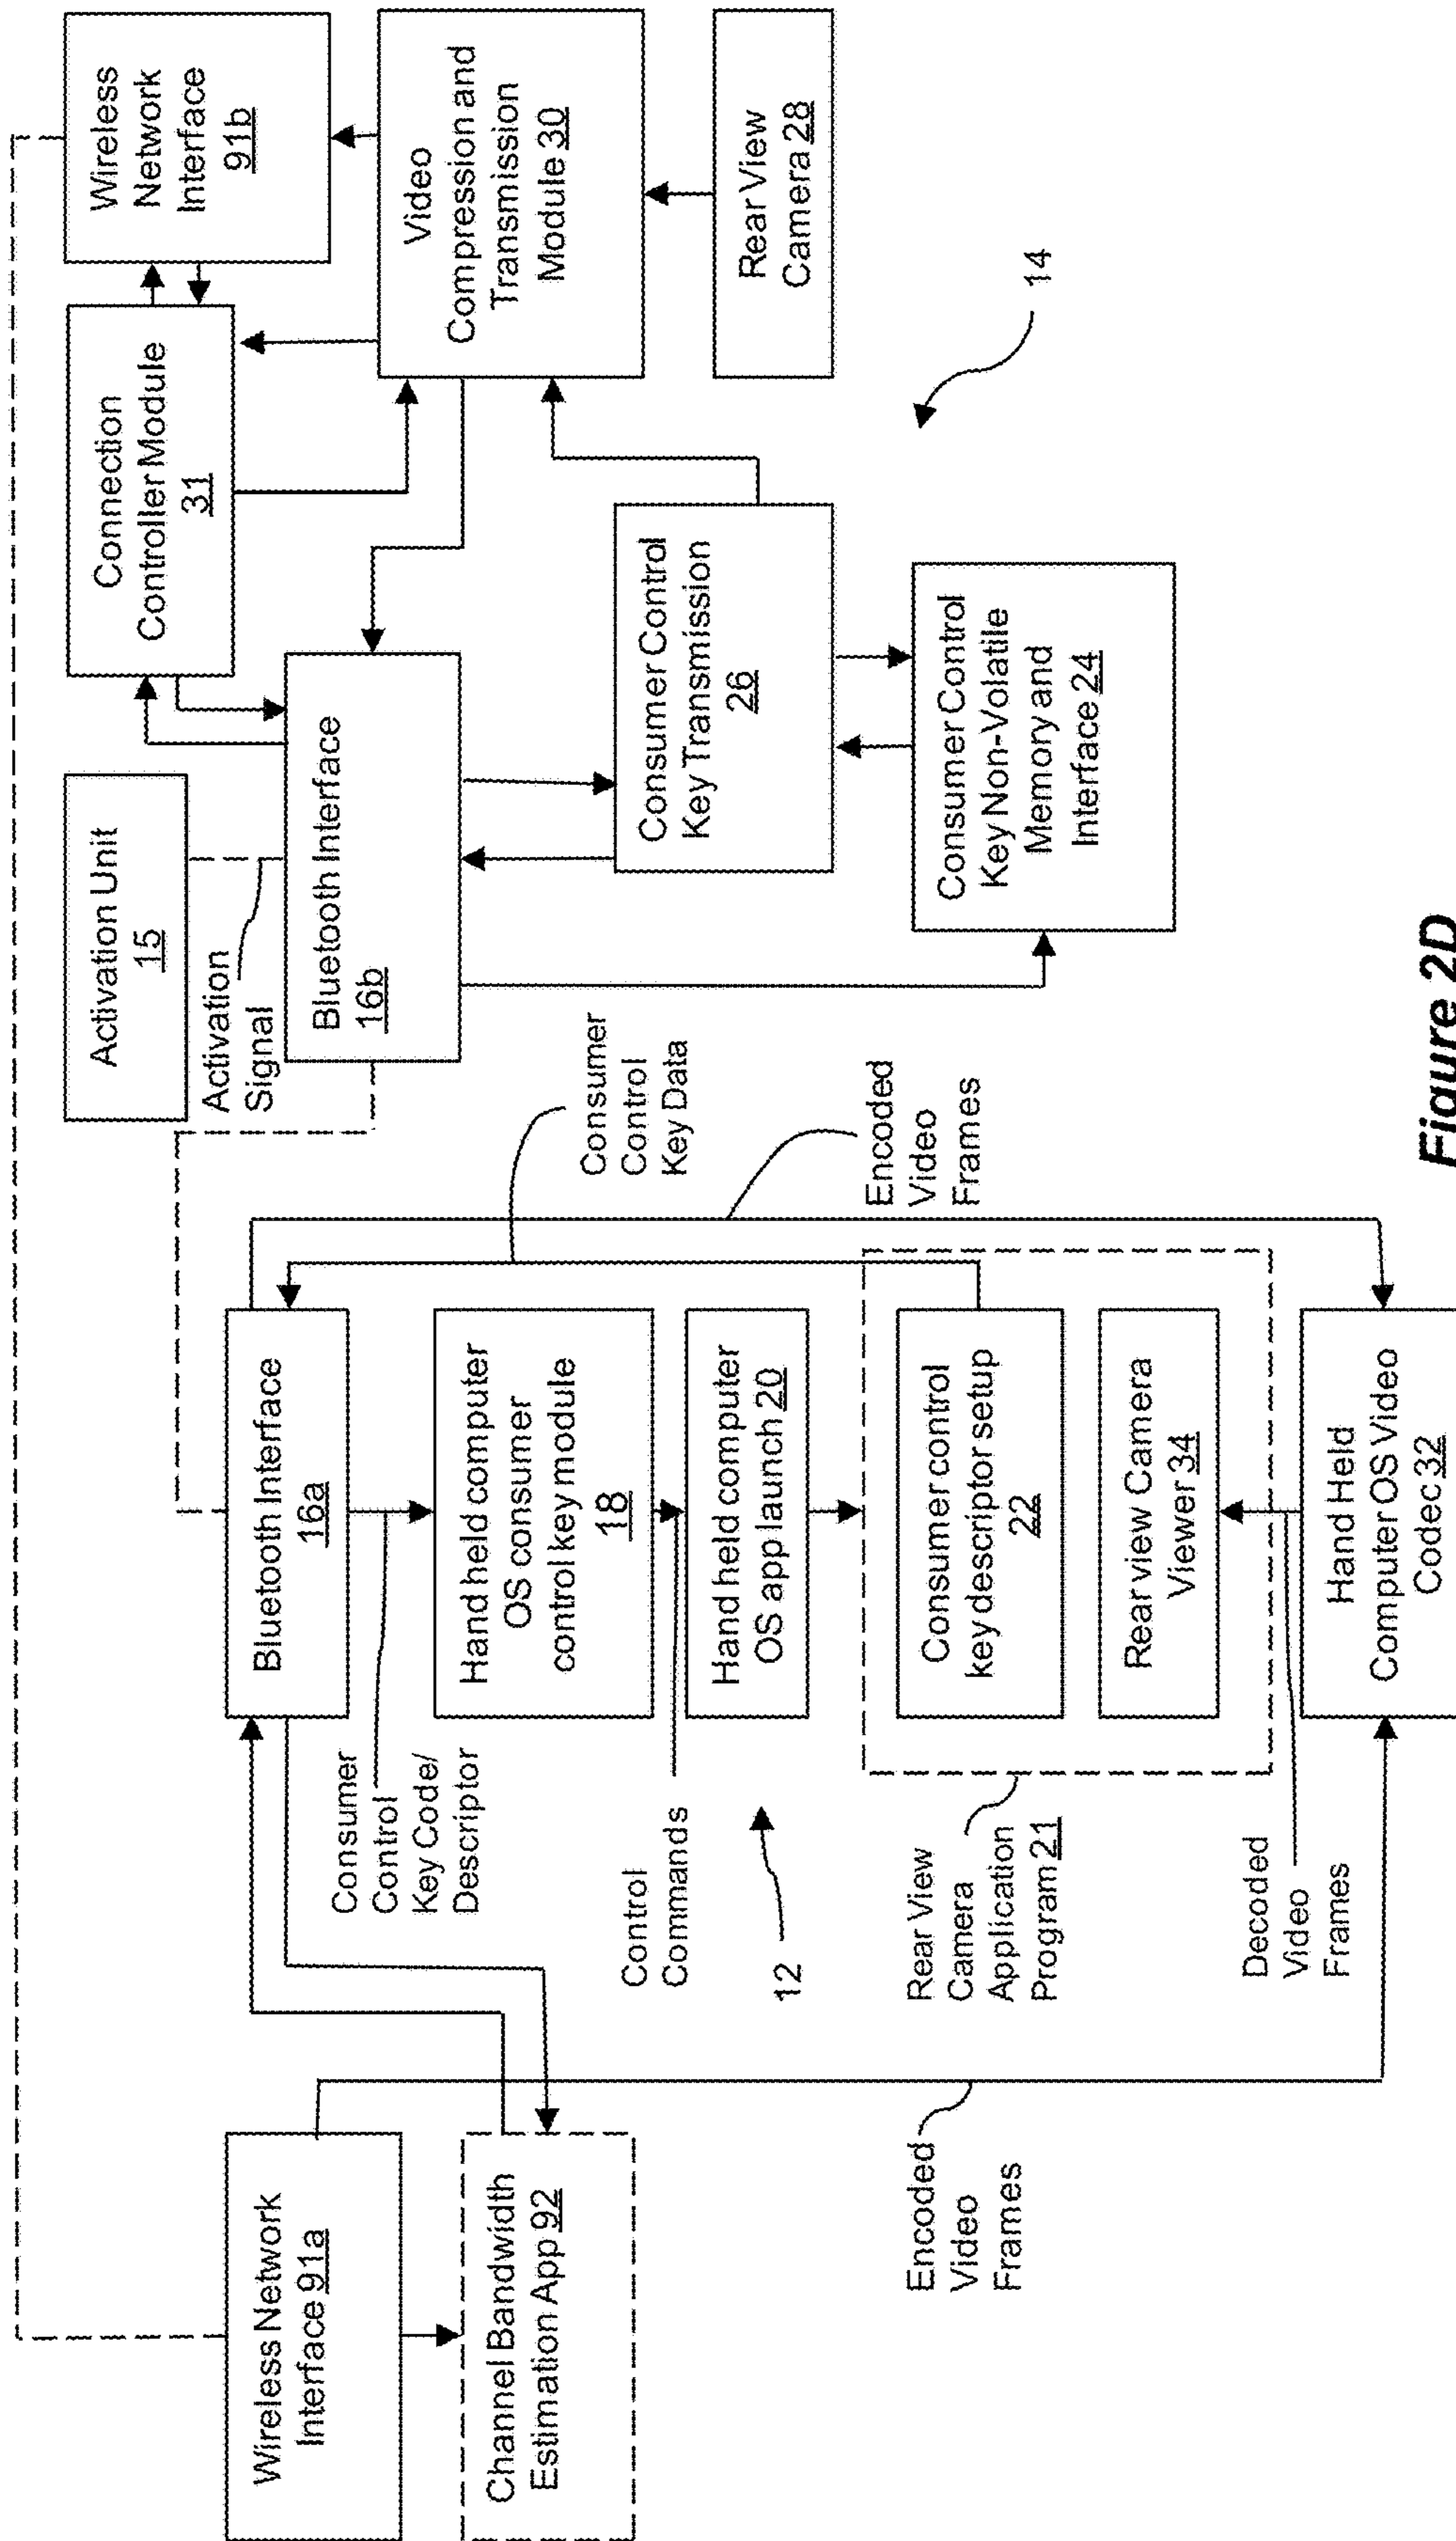 Wireless Network
Interface 91a
Channel Bandwidth
Estimation App 92
Encoded
Video
Frames
Bluetooth Interface
16a
Consumer
Control
Key Code/
Descriptor
Hand held computer
OS consumer
control key module
18
Control
Commands
Hand held computer
OS app launch 20
12
Rear View
Camera
Application
Program 21
Consumer control
key descriptor setup
22
Rear view Camera
Viewer 34
Decoded
Video
Frames
Hand Held
Computer OS Video
Codec 32
Consumer
Control
Key Data
Encoded
Video
Frames
Activation Unit
15
Activation
Signal
Bluetooth Interface
16b
Connection
Controller Module
31
Wireless
Network
Interface
91b
Video
Compression and
Transmission
Module 30
Rear View
Camera 28
Consumer Control
Key Transmission
26
Consumer Control
Key Non-Volatile
Memory and
Interface 24
14
Figure 2D